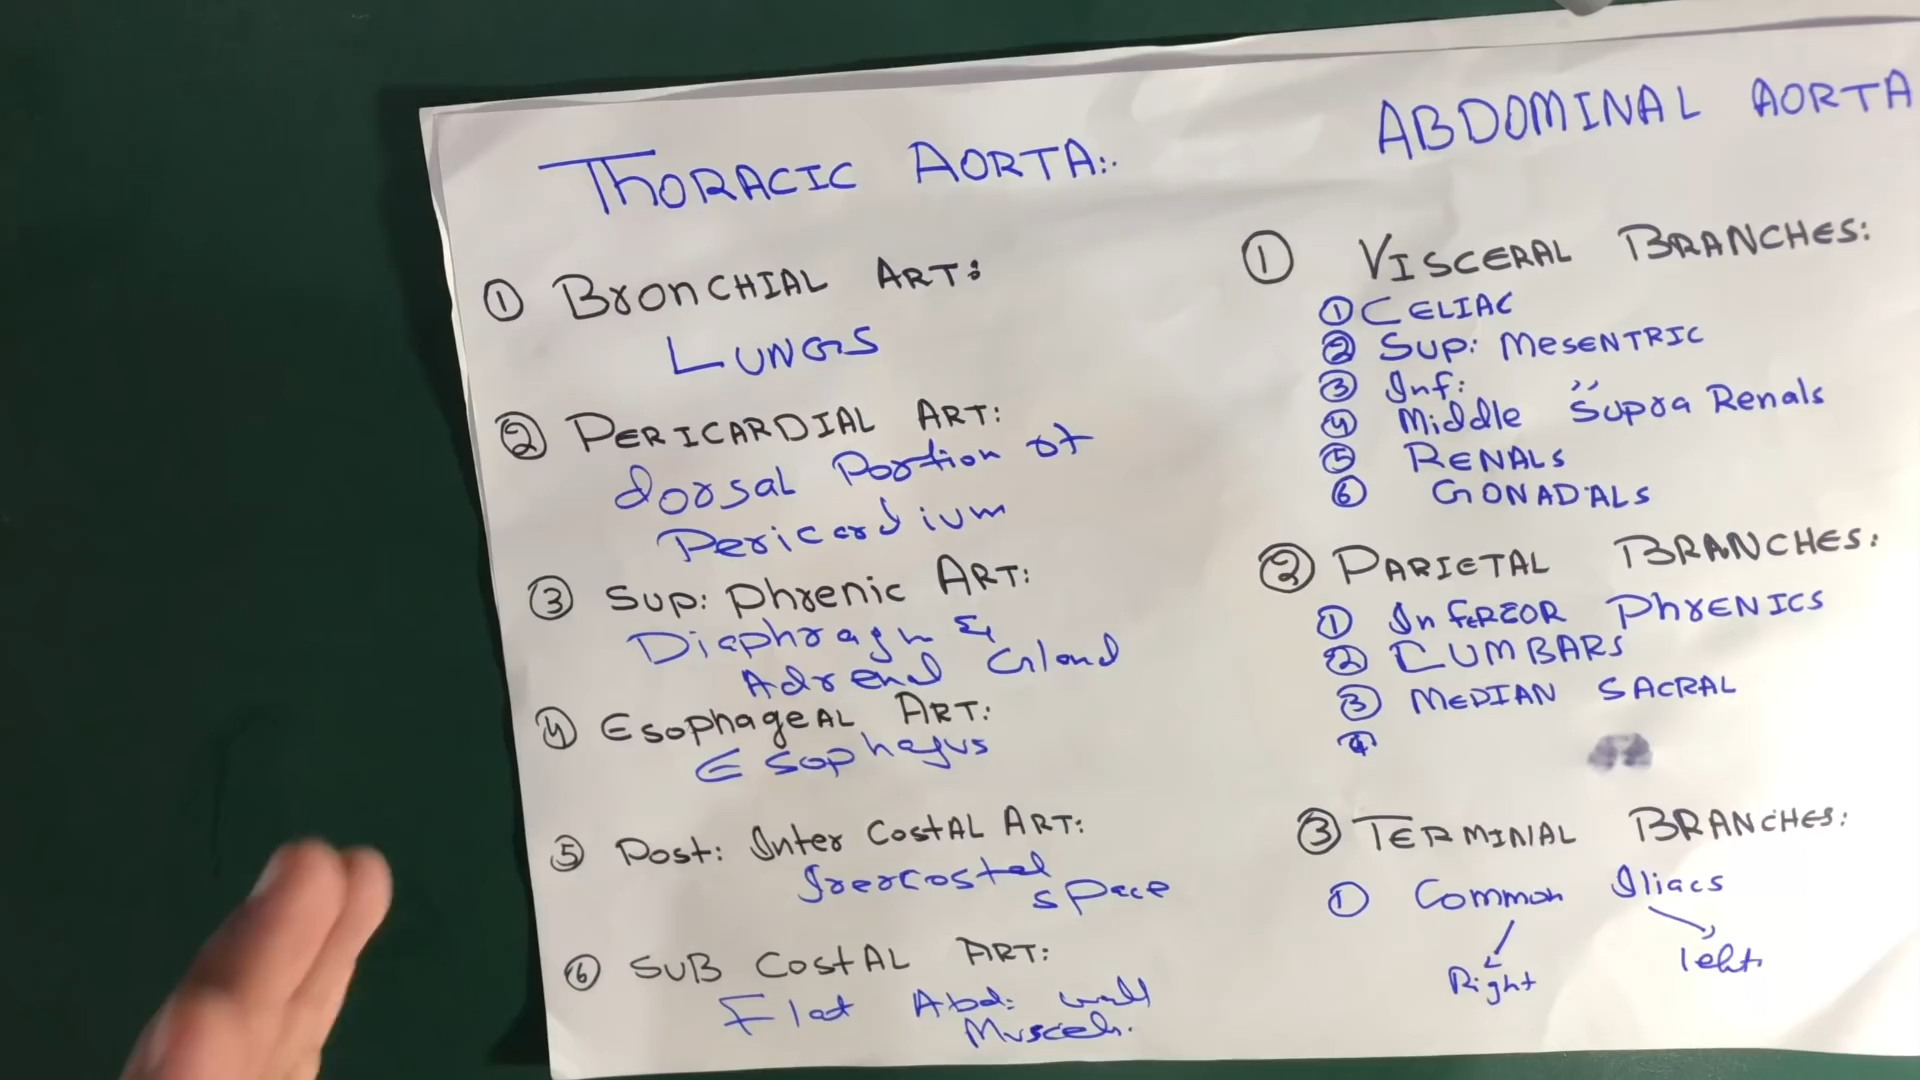 THORACIC AORTA:.
① BronCHIAL ART:
LUNGS
② PERICARDIAL ART:
dorsal Portion of
Pericardium
③ Sup: Phrenic ART:
Diaphragm &
Adrenal Gland
④ EsophageAL ART:
Esophagus
⑤ Post: Inter CostAL ART:
space
⑥ SUB COSTAL ART:
Flat Abd: wall
ABDOMINAL AORTA
① VISCERAL BRANCHES:
① CELIAC
② Sup: MESENTRIC
③ Inf: ''
④ Middle Supra Renals
⑤ RENALS
⑥ GONADALS
② PARIETAL BRANCHES:
① InfEREOR PhrENICS
② LUMBARS
③ MEDIAN SACRAL
④
③ TERMINAL BRANCHES:
① Common Iliacs
Right
left